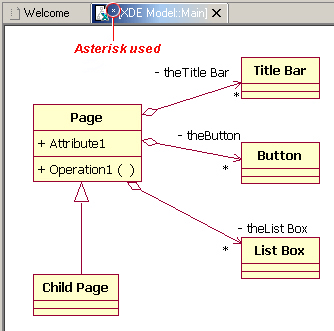 Welcome
* [XDE Model::Main]
Asterisk used
- theTitle Bar
Title Bar
*
Page
- theButton
+ Attribute1
Button
+ Operation1 ( )
*
- theList Box
*
List Box
Child Page